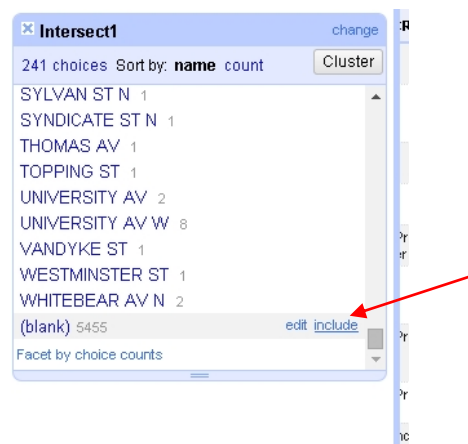 Intersect1 change
241 choices Sort by: name count Cluster
SYLVAN ST N 1
SYNDICATE ST N 1
THOMAS AV 1
TOPPING ST 1
UNIVERSITY AV 2
UNIVERSITY AV W 8
VANDYKE ST 1
WESTMINSTER ST 1
WHITEBEAR AV N 2
(blank) 5455 edit include
Facet by choice counts